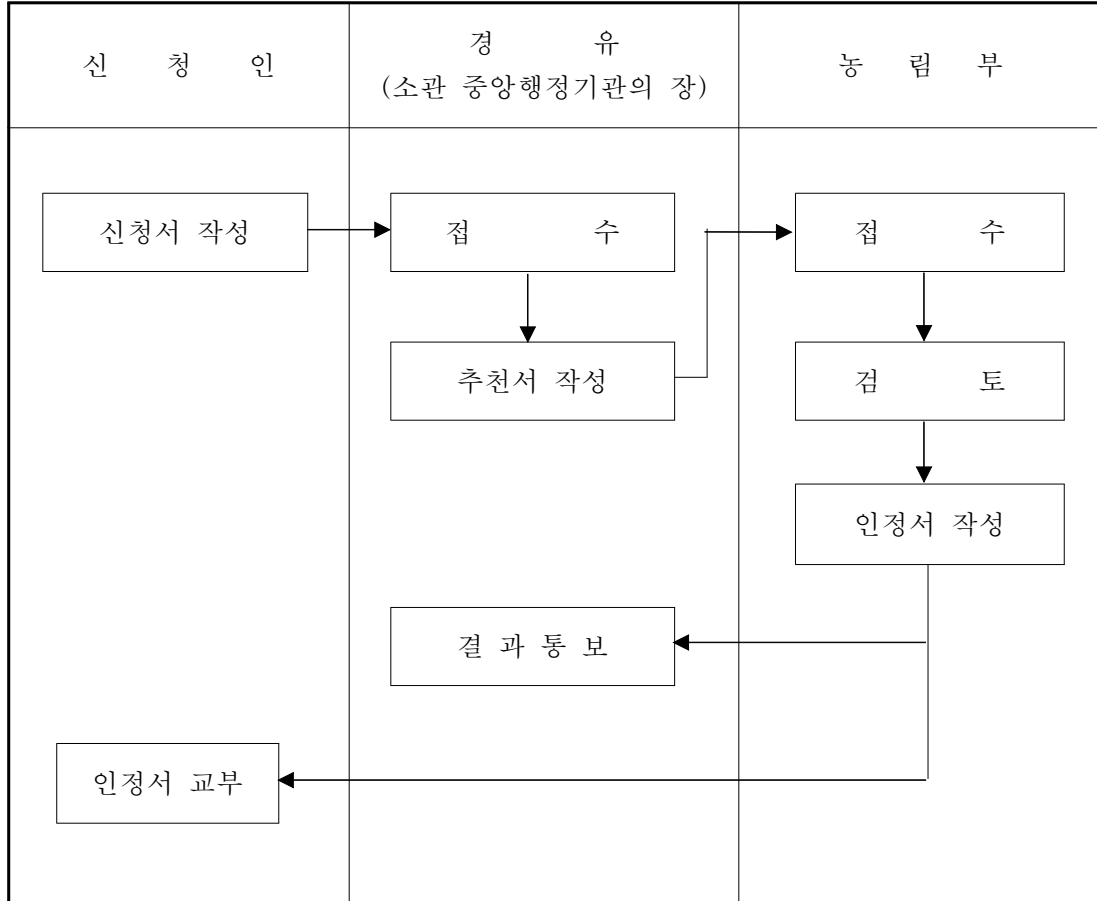 신 청 인
경 유
(소관 중앙행정기관의 장)
농 림 부
신청서 작성
접 수
접 수
추천서 작성
검 토
인정서 작성
결 과 통 보
인정서 교부